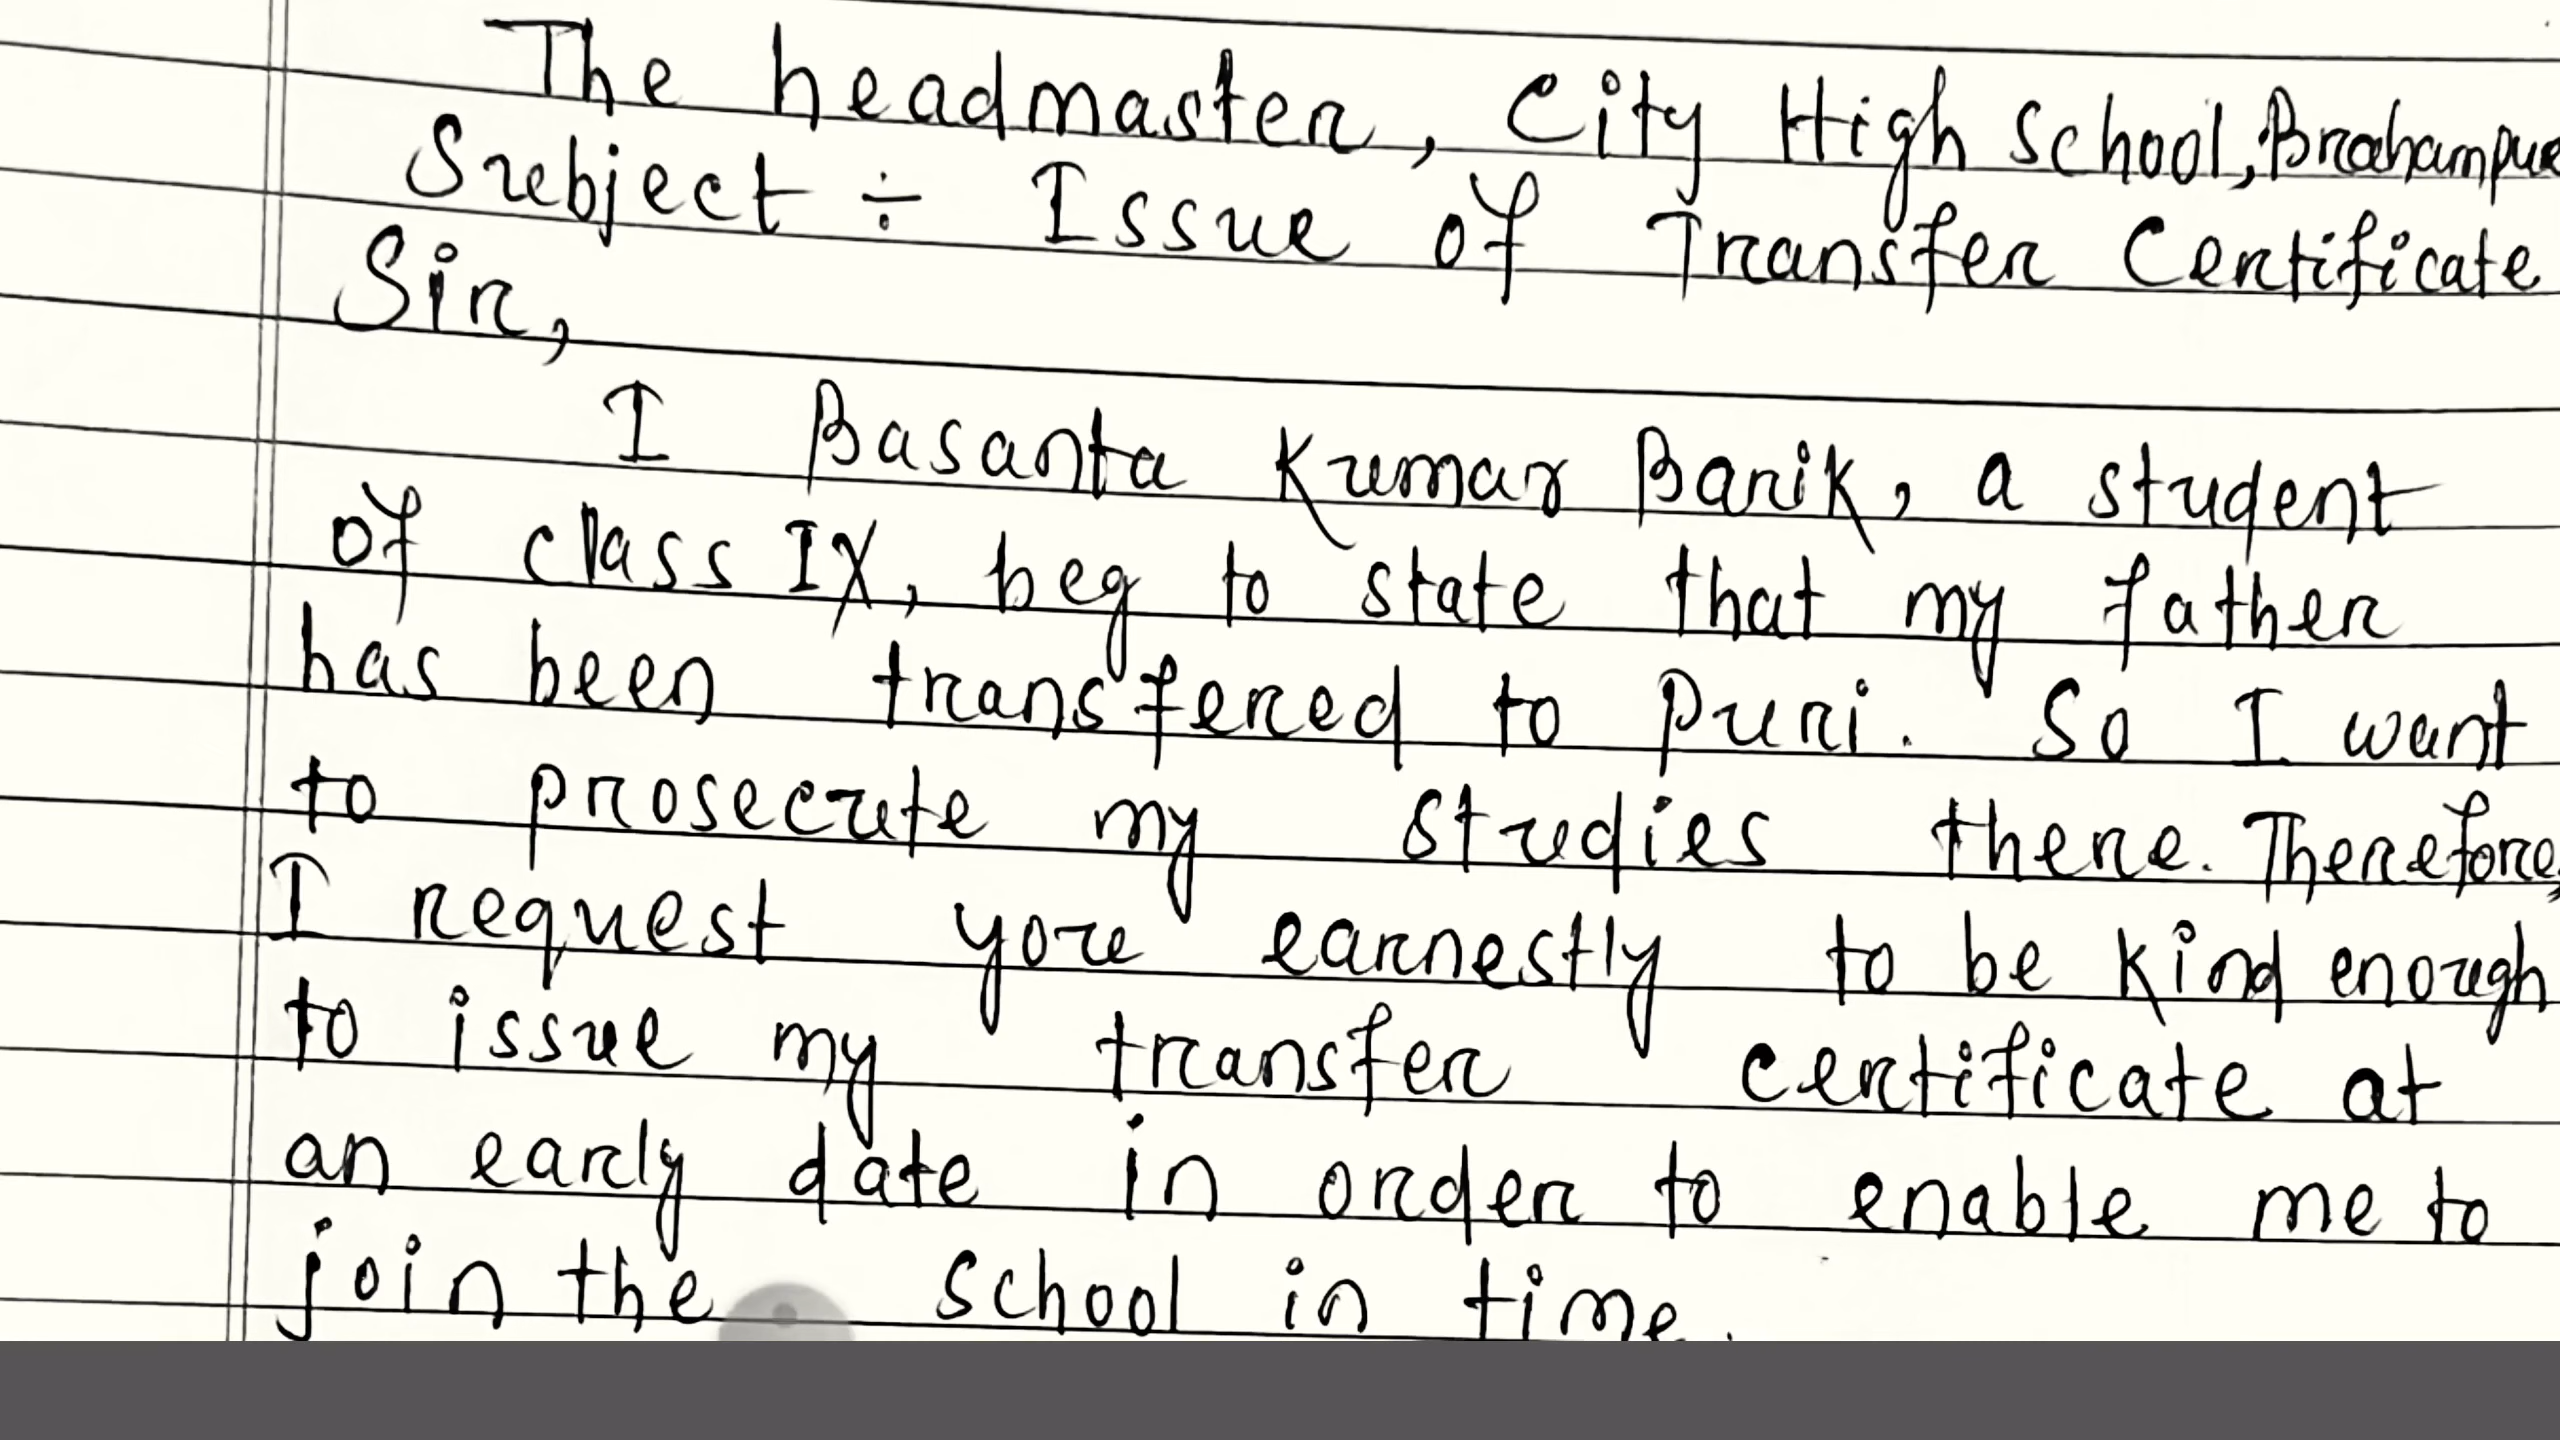 The headmaster, City High School, Brahampur
Subject ÷ Issue of Transfer Certificate
Sir,
I Basanta Kumar Barik, a student
of class IX, beg to state that my father
has been transfered to Puri. So I want
to prosecute my studies there. Therefore,
I request you earnestly to be kind enough
to issue my transfer certificate at
an early date in order to enable me to
join the school in time.